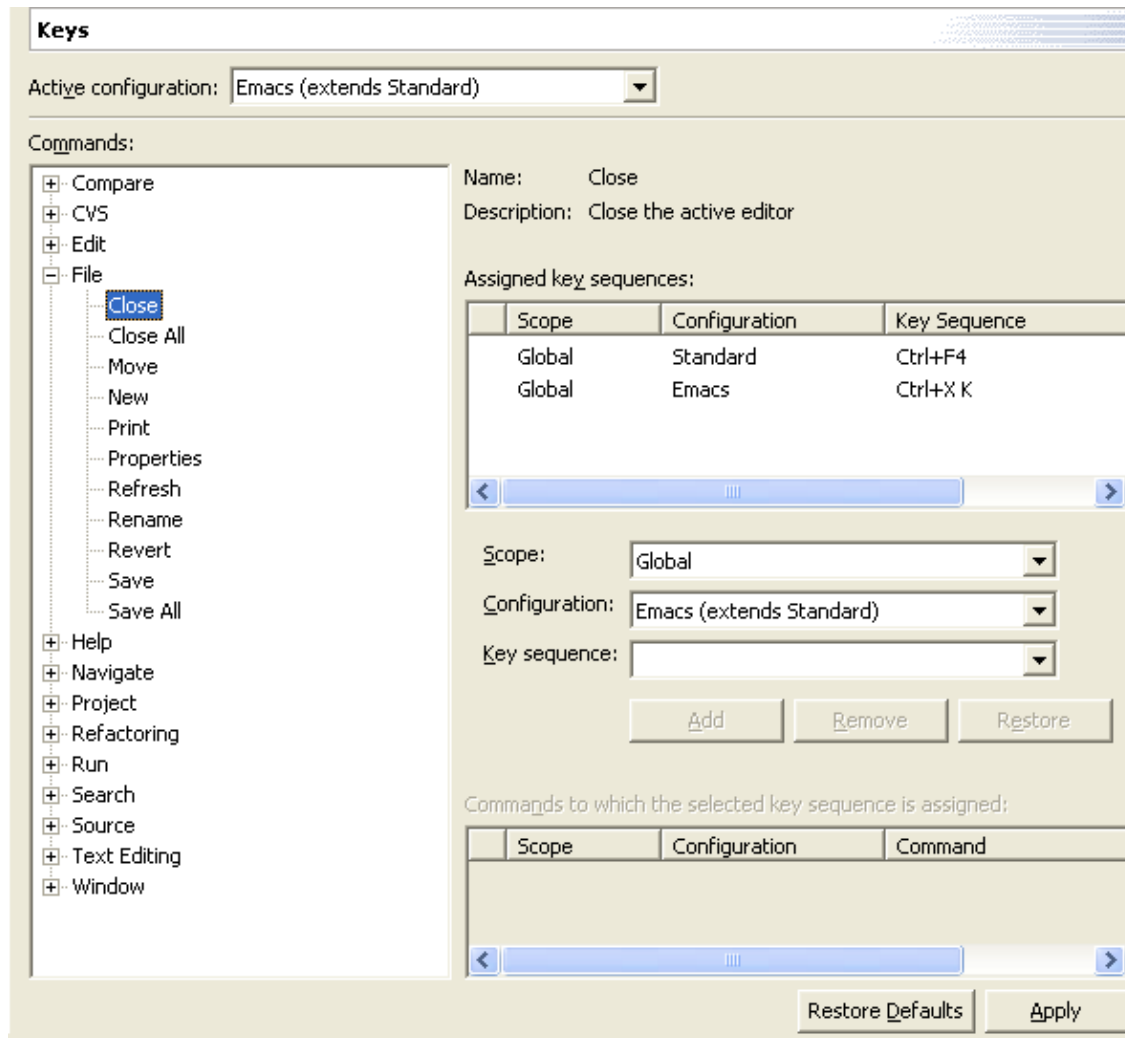 Keys
Active configuration: Emacs (extends Standard)
Commands:
Compare
CVS
Edit
File
Close
Close All
Move
New
Print
Properties
Refresh
Rename
Revert
Save
Save All
Help
Navigate
Project
Refactoring
Run
Search
Source
Text Editing
Window
Name: Close
Description: Close the active editor
Assigned key sequences:
Scope Configuration Key Sequence
Global Standard Ctrl+F4
Global Emacs Ctrl+X K
Scope: Global
Configuration: Emacs (extends Standard)
Key sequence:
Add Remove Restore
Commands to which the selected key sequence is assigned:
Scope Configuration Command
Restore Defaults Apply